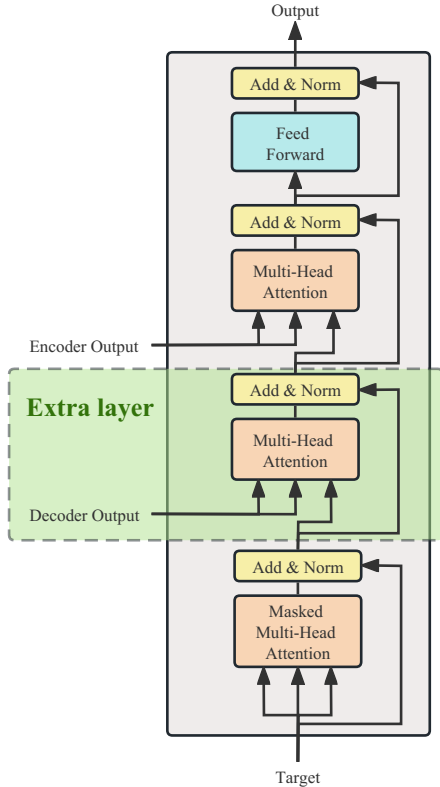 Output
Add & Norm
Feed
Forward
Add & Norm
Multi-Head
Attention
Encoder Output
Add & Norm
Extra layer
Multi-Head
Attention
Decoder Output
Add & Norm
Masked
Multi-Head
Attention
Target